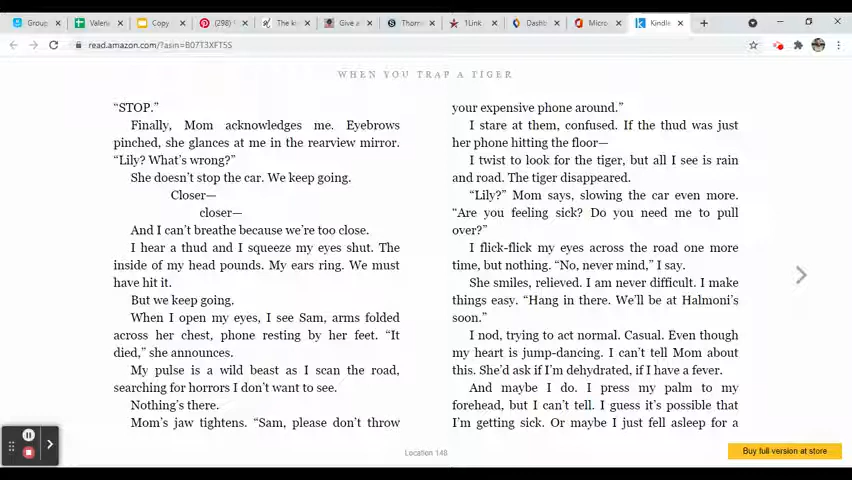 Group
Valeri
Copy
(298)
The ki
Give a
Thom
1Link
Dashb
Micro
Kindle
read.amazon.com/?asin=B07T3XFT5S
WHEN YOU TRAP A TIGER
“STOP.”
Finally, Mom acknowledges me. Eyebrows
pinched, she glances at me in the rearview mirror.
“Lily? What’s wrong?”
She doesn’t stop the car. We keep going.
Closer—
closer—
And I can’t breathe because we’re too close.
I hear a thud and I squeeze my eyes shut. The
inside of my head pounds. My ears ring. We must
have hit it.
But we keep going.
When I open my eyes, I see Sam, arms folded
across her chest, phone resting by her feet. “It
died,” she announces.
My pulse is a wild beast as I scan the road,
searching for horrors I don’t want to see.
Nothing’s there.
Mom’s jaw tightens. “Sam, please don’t throw
your expensive phone around.”
I stare at them, confused. If the thud was just
her phone hitting the floor—
I twist to look for the tiger, but all I see is rain
and road. The tiger disappeared.
“Lily?” Mom says, slowing the car even more.
“Are you feeling sick? Do you need me to pull
over?”
I flick-flick my eyes across the road one more
time, but nothing. “No, never mind,” I say.
She smiles, relieved. I am never difficult. I make
things easy. “Hang in there. We’ll be at Halmoni’s
soon.”
I nod, trying to act normal. Casual. Even though
my heart is jump-dancing. I can’t tell Mom about
this. She’d ask if I’m dehydrated, if I have a fever.
And maybe I do. I press my palm to my
forehead, but I can’t tell. I guess it’s possible that
I’m getting sick. Or maybe I just fell asleep for a
Location 148
Buy full version at store